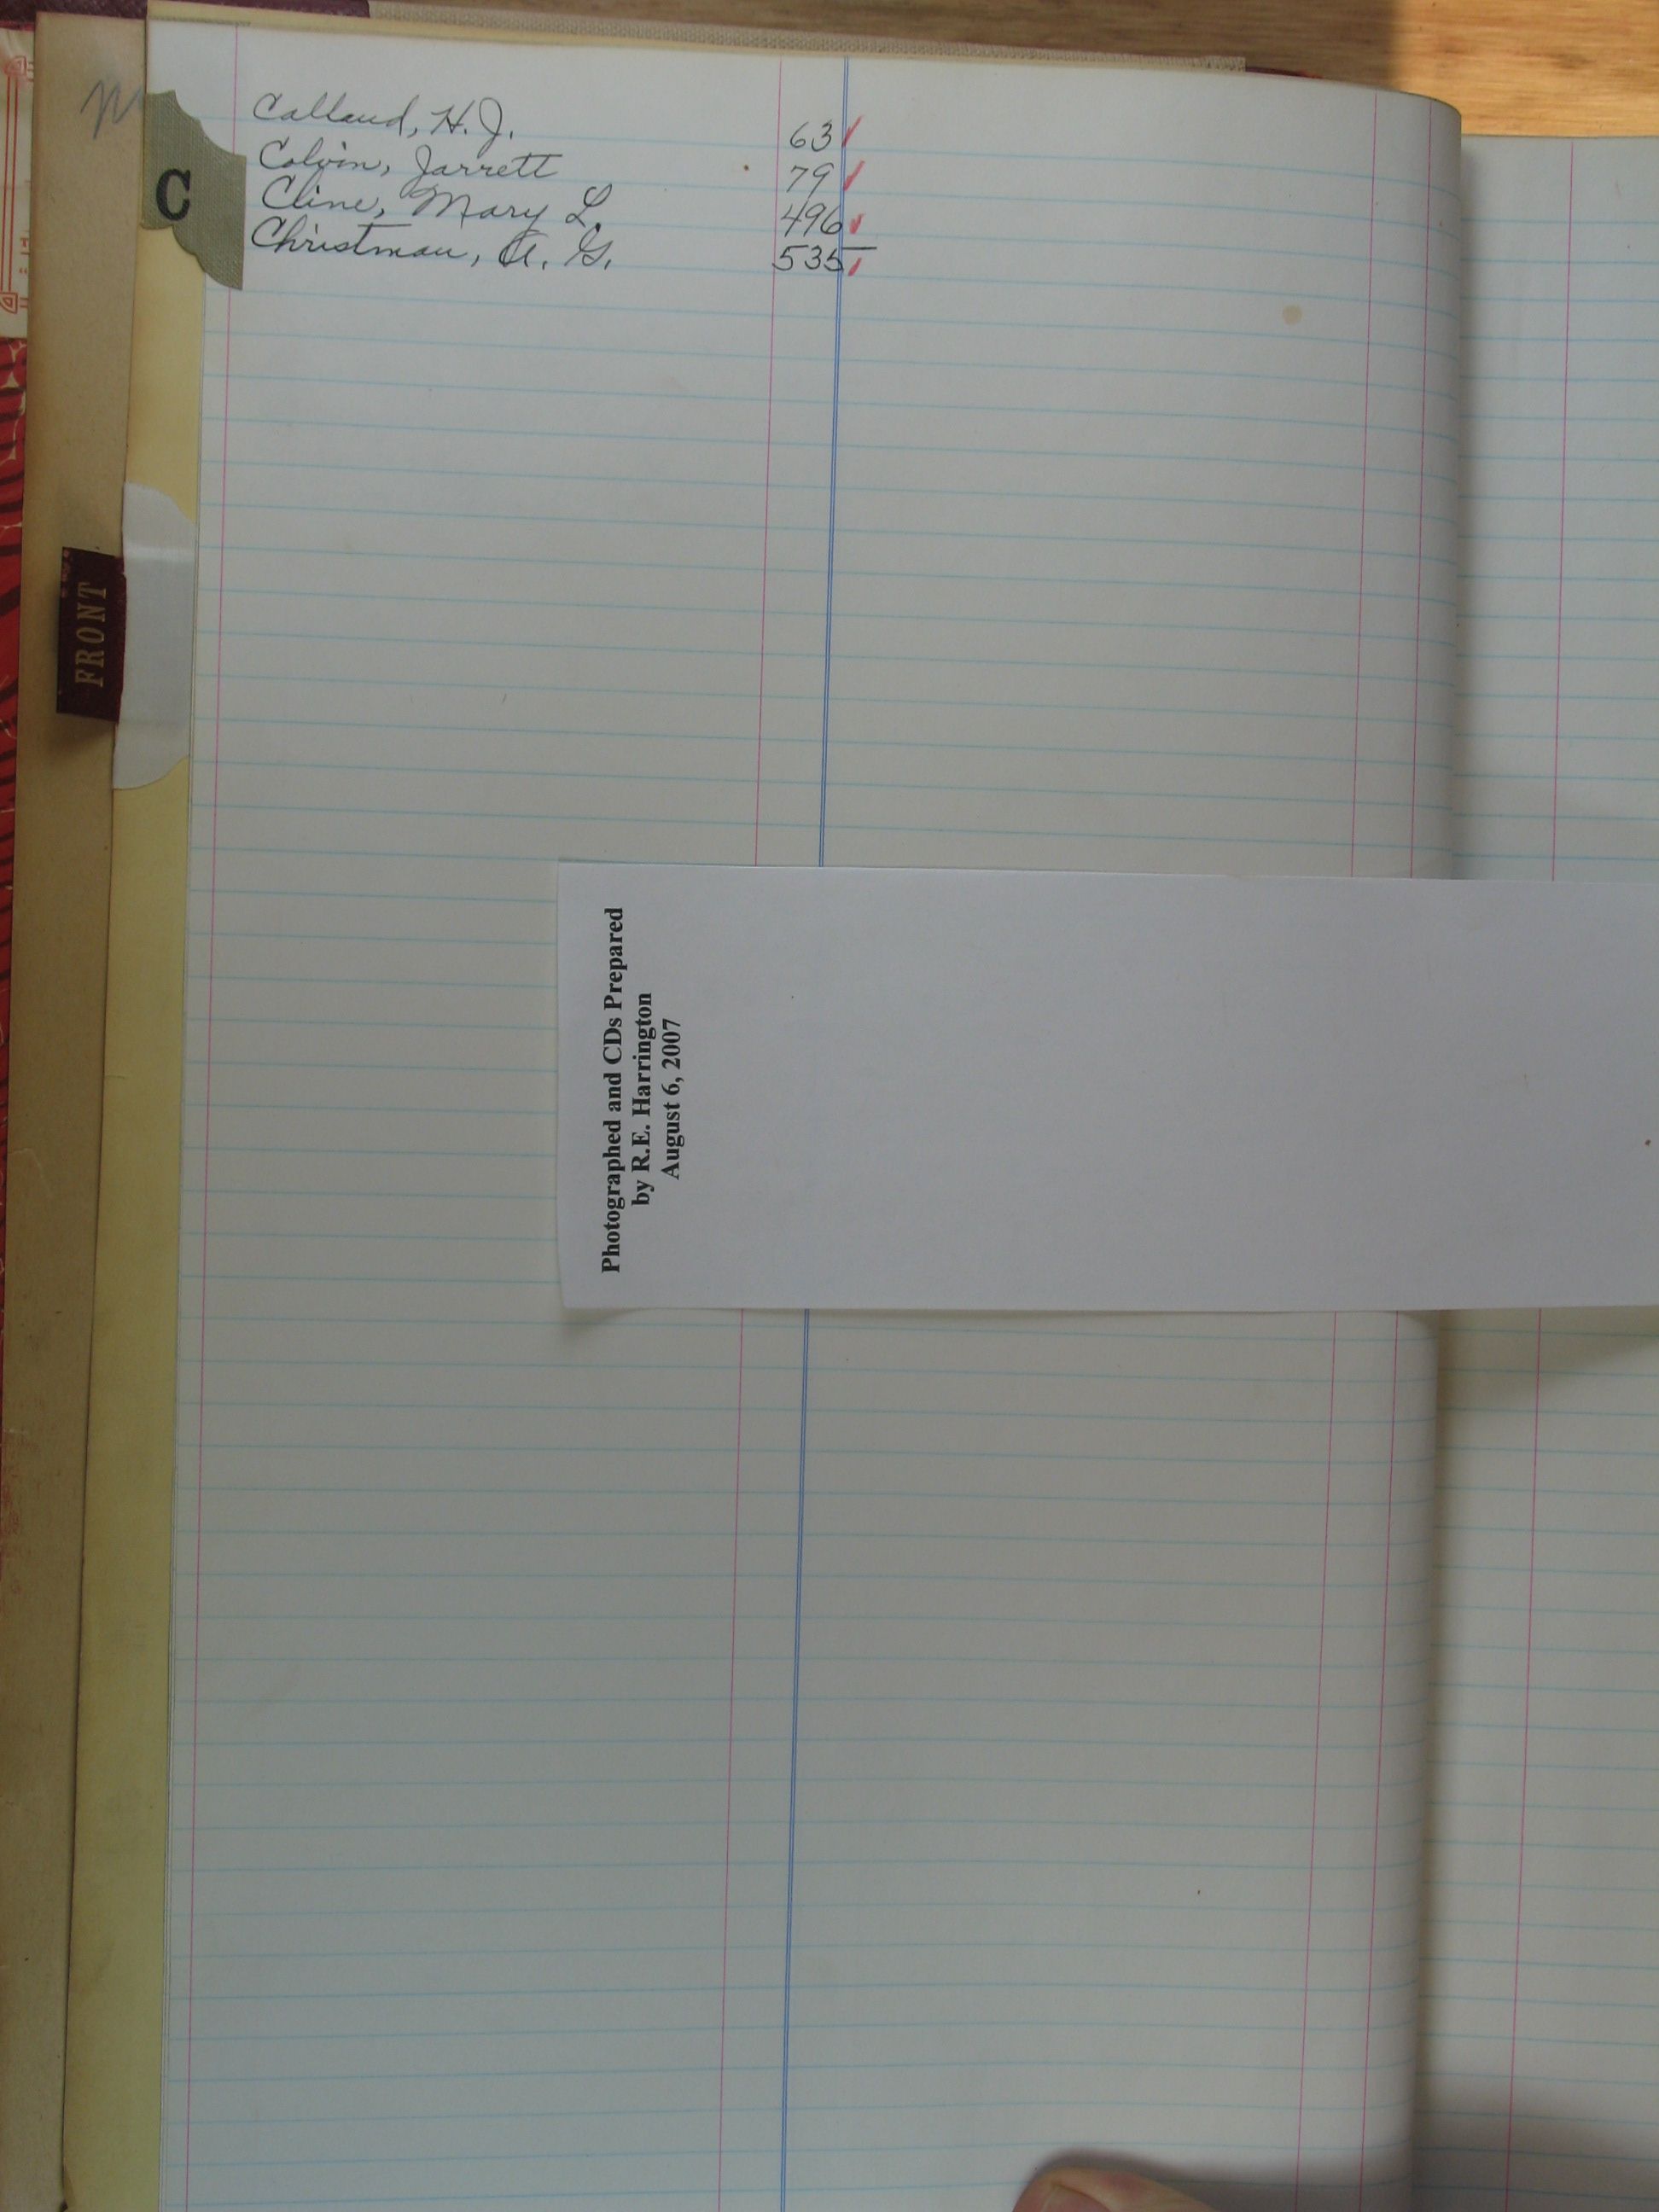 C
Calland, H. J. 63
Colvin, Jarrett 79
Cline, Mary L. 496
Christman, A. G. 535
FRONT
Photographed and CDs Prepared
by R.E. Harrington
August 6, 2007